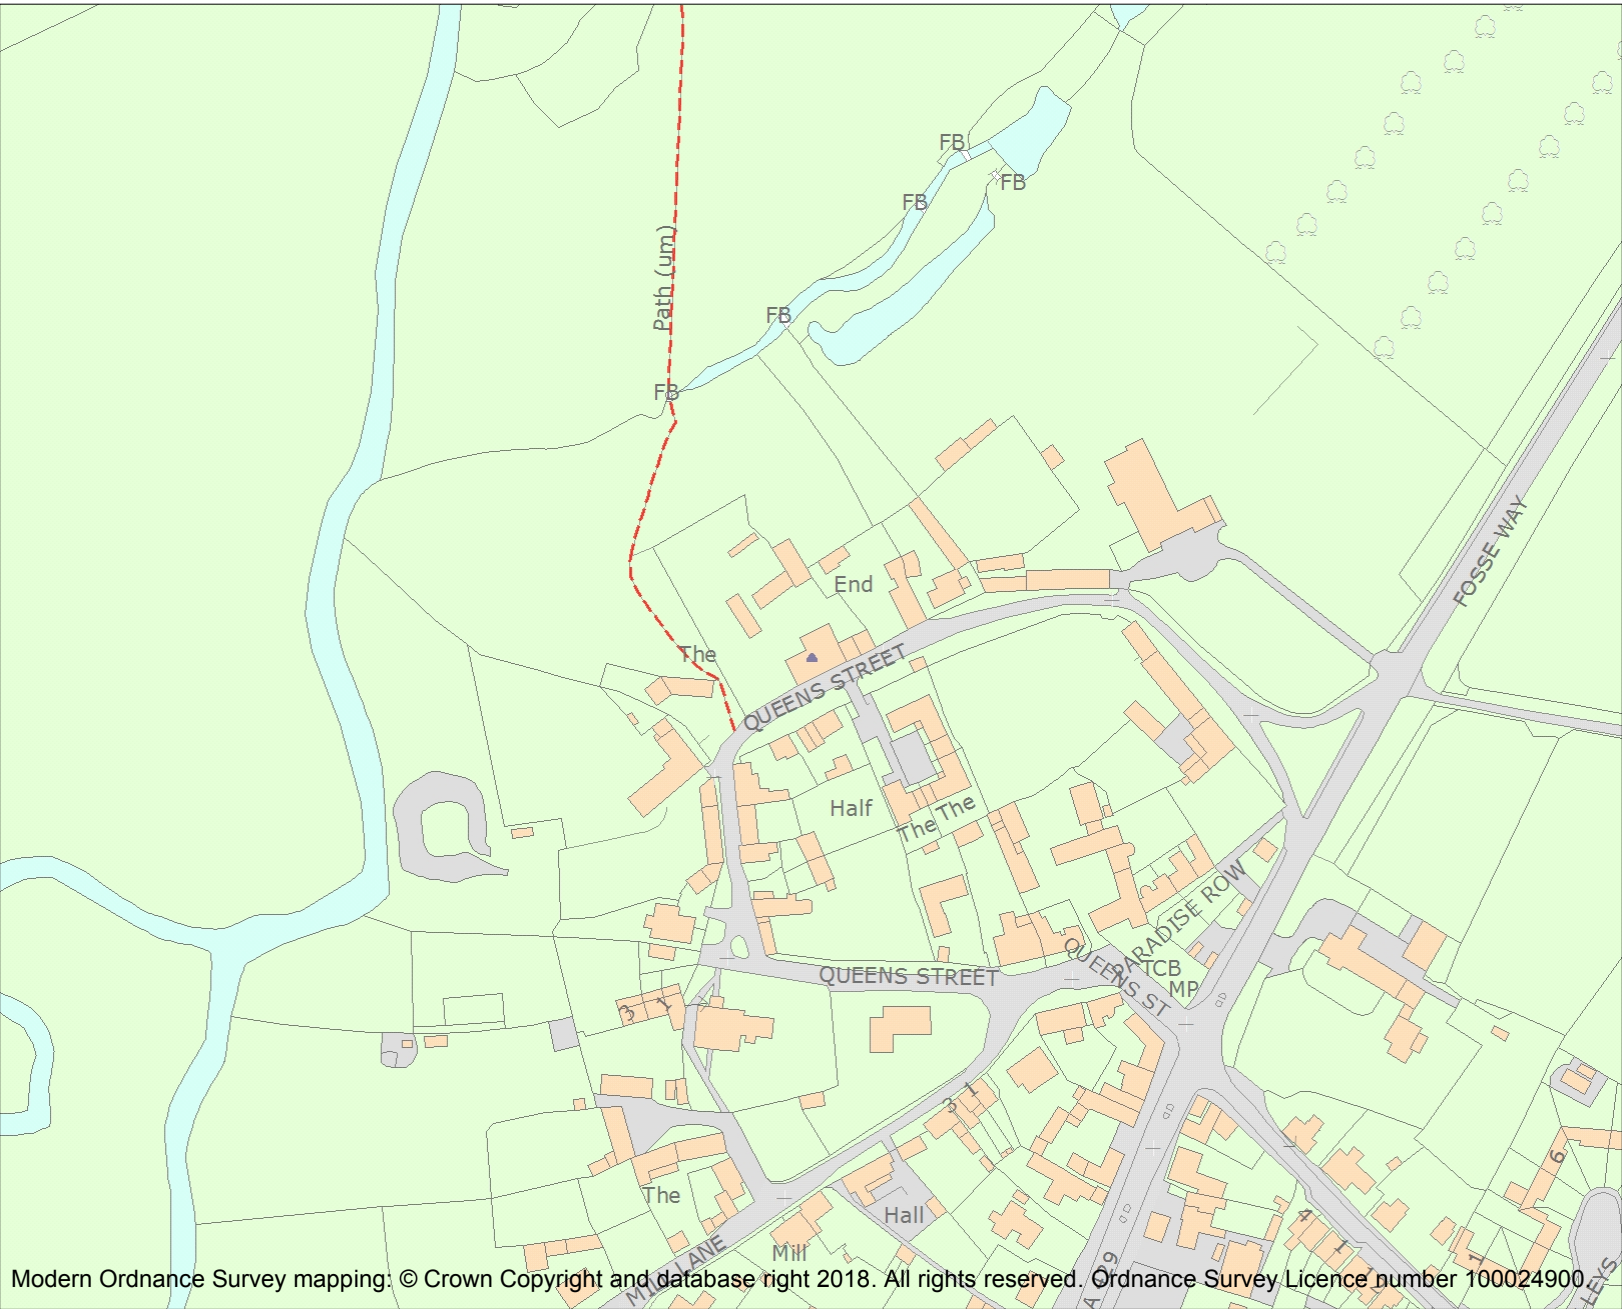 FB
FB
FB
Path (um)
FB
FB
FOSSE WAY
End
The
QUEENS STREET
Half
The
The
PARADISE ROW
QUEENS STREET
QUEENS ST
TCB
MP
3
1
3
1
The
Hall
Mill
MILL LANE
6
4
1
1
12
A 429
LEYS
Modern Ordnance Survey mapping: © Crown Copyright and database right 2018. All rights reserved. Ordnance Survey Licence number 100024900.